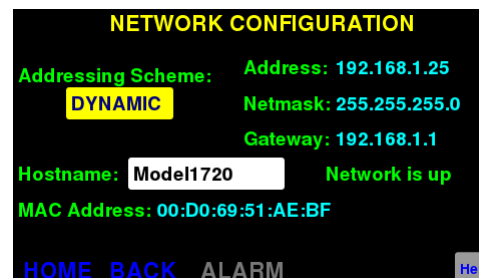 NETWORK CONFIGURATION
Addressing Scheme:
DYNAMIC
Address: 192.168.1.25
Netmask: 255.255.255.0
Gateway: 192.168.1.1
Hostname: Model1720 Network is up
MAC Address: 00:D0:69:51:AE:BF
HOME BACK ALARM He